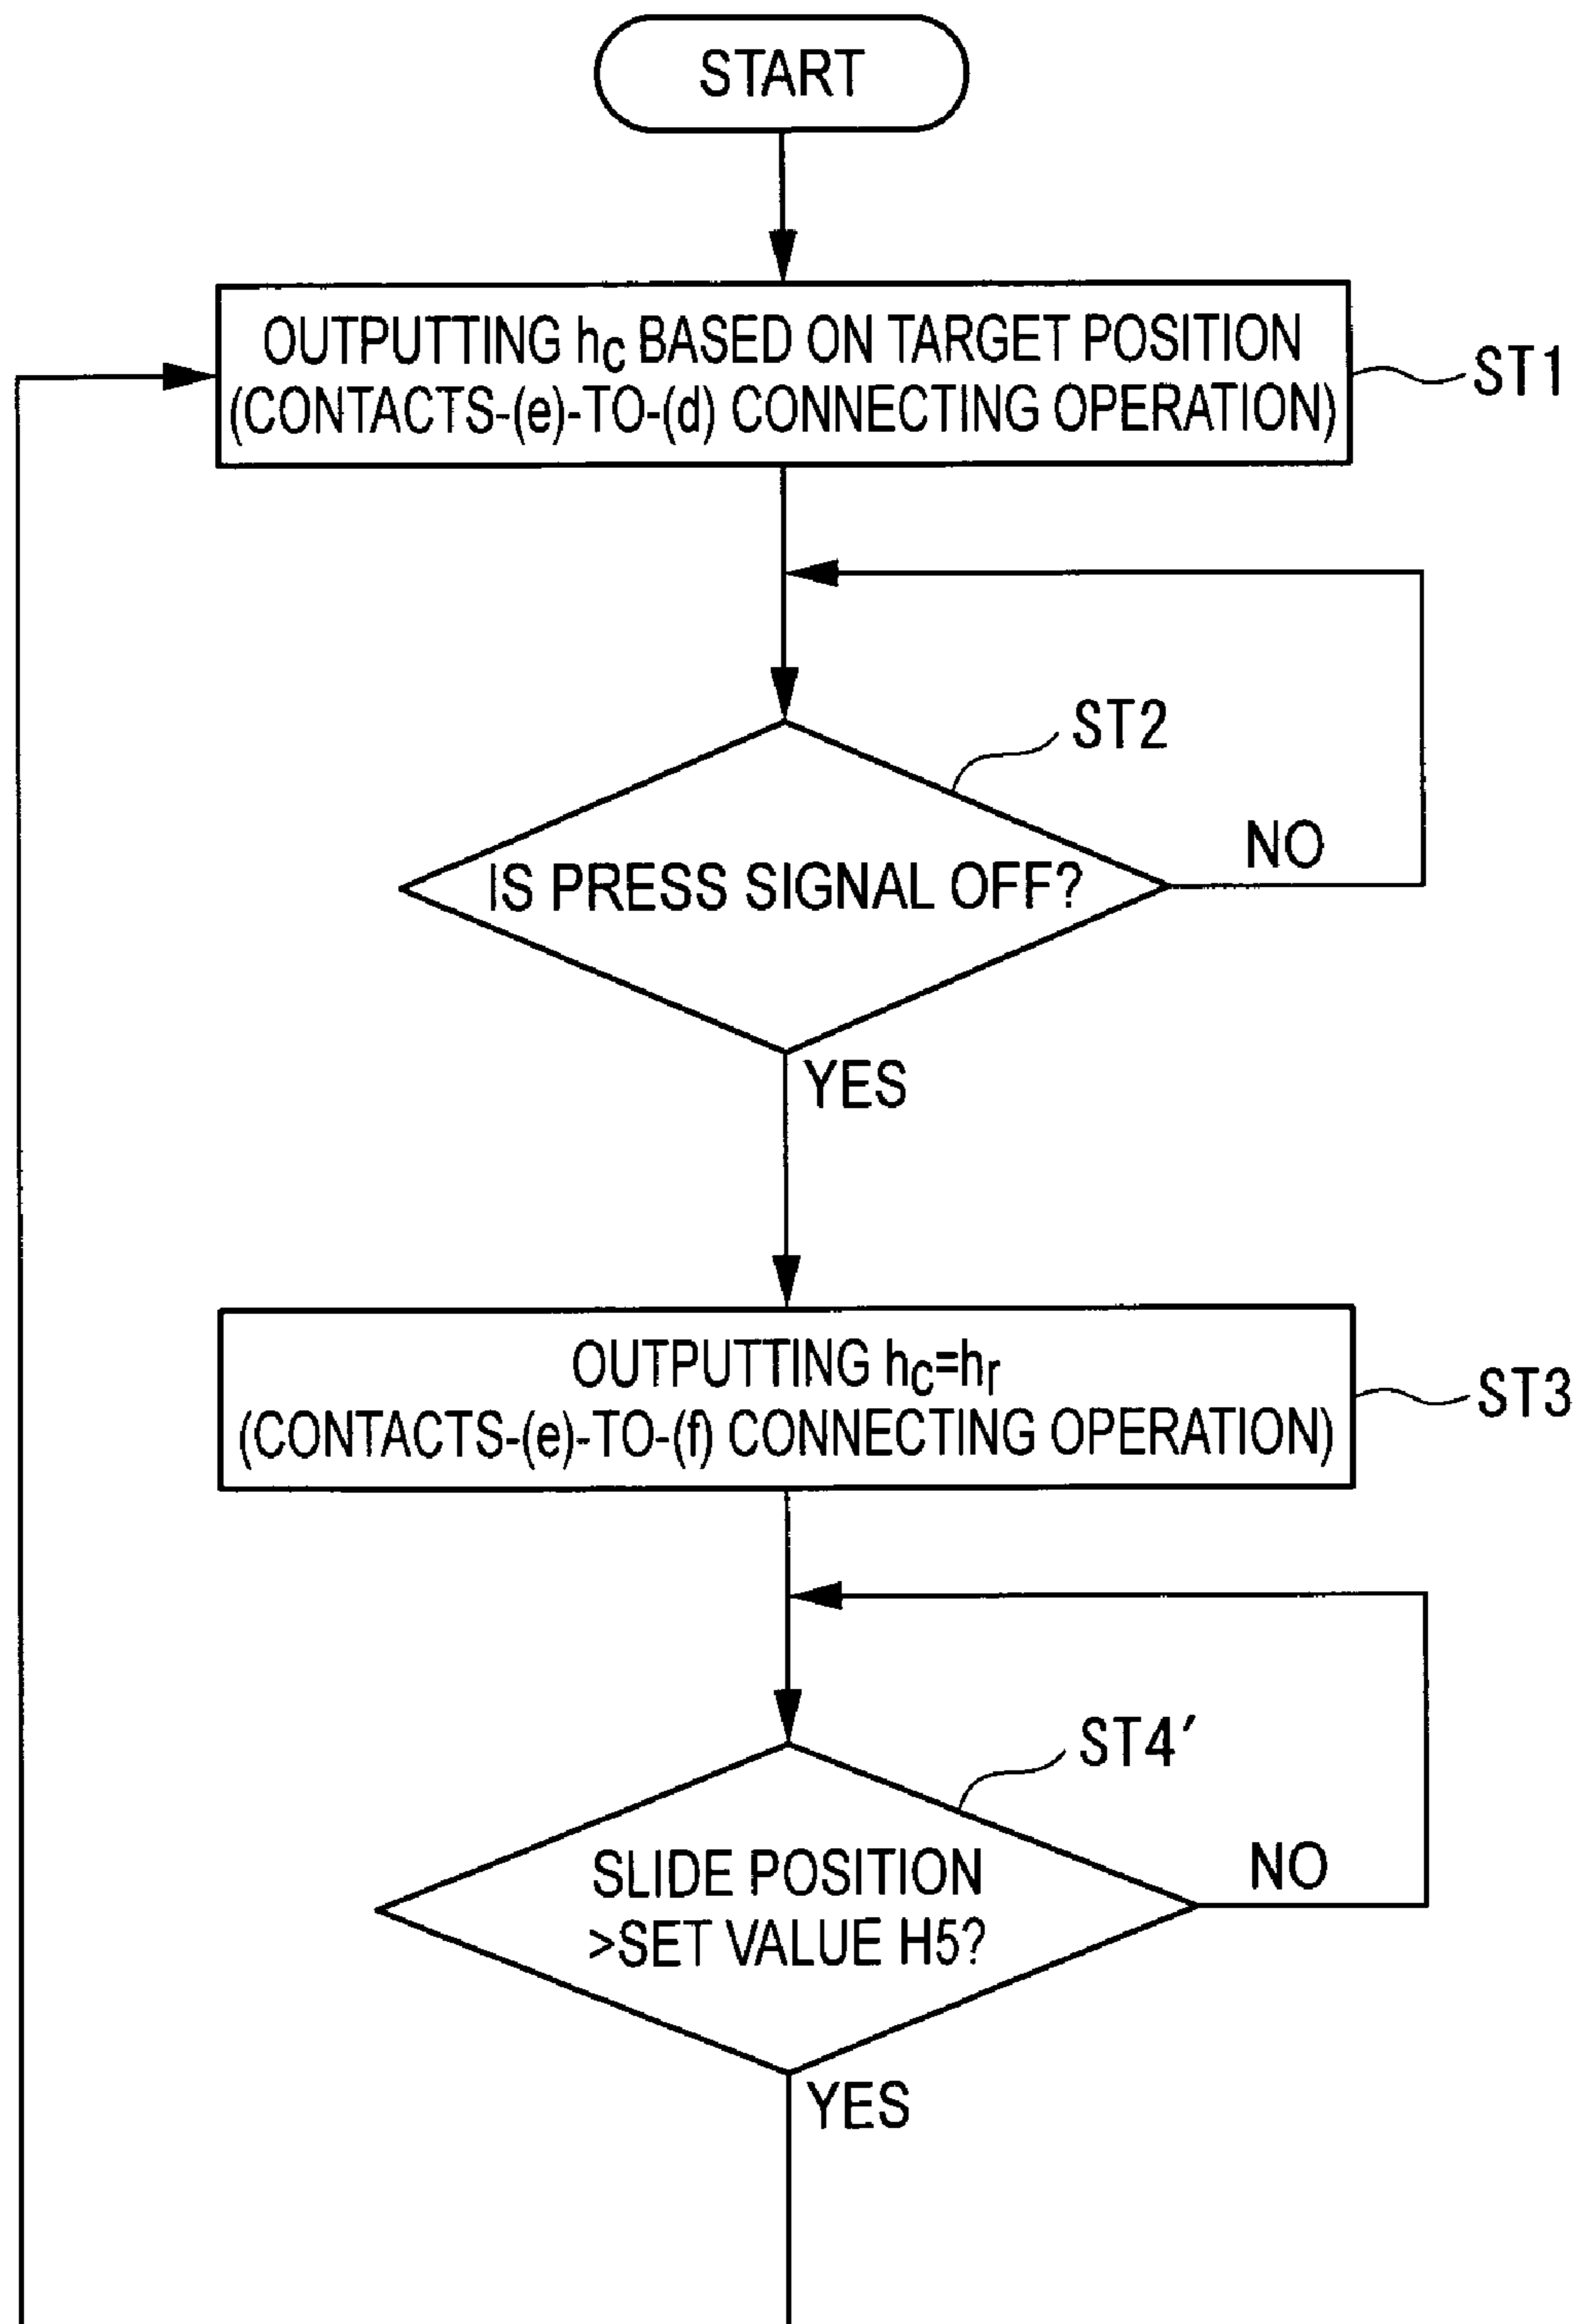 START
OUTPUTTING hc BASED ON TARGET POSITION
(CONTACTS-(e)-TO-(d) CONNECTING OPERATION)
ST1
ST2
IS PRESS SIGNAL OFF?
NO
YES
OUTPUTTING hc=hr
(CONTACTS-(e)-TO-(f) CONNECTING OPERATION)
ST3
ST4′
SLIDE POSITION
>SET VALUE H5?
NO
YES